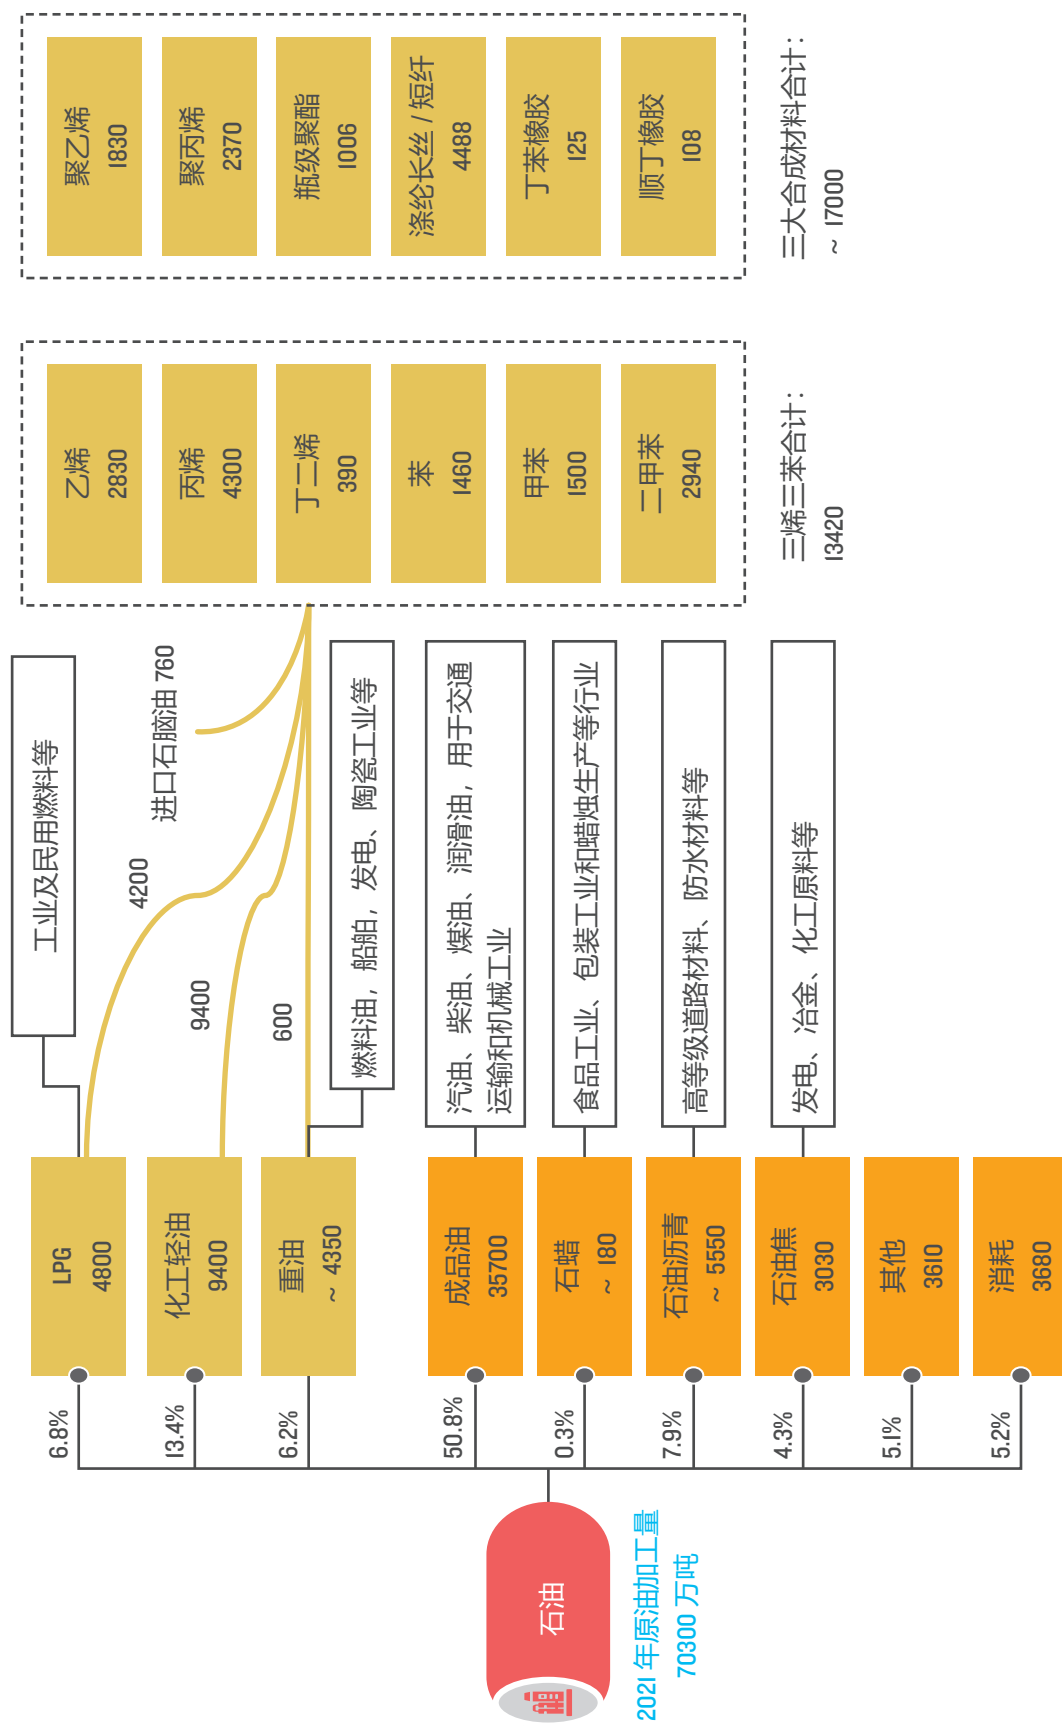 石油
2021 年原油加工量
70300 万吨
6.8%
13.4%
6.2%
50.8%
0.3%
7.9%
4.3%
5.1%
5.2%
LPG
4800
化工轻油
9400
重油
~ 4350
成品油
35700
石蜡
~ 180
石油沥青
~ 5550
石油焦
3030
其他
3610
消耗
3680
工业及民用燃料等
4200
9400
600
进口石脑油 760
燃料油，船舶，发电、陶瓷工业等
汽油、柴油、煤油、润滑油，用于交通
运输和机械工业
食品工业、包装工业和蜡烛生产等行业
高等级道路材料、防水材料等
发电、冶金、化工原料等
乙烯
2830
丙烯
4300
丁二烯
390
苯
1460
甲苯
1500
二甲苯
2940
三烯三苯合计：
13420
聚乙烯
1830
聚丙烯
2370
瓶级聚酯
1006
涤纶长丝 / 短纤
4488
丁苯橡胶
125
顺丁橡胶
108
三大合成材料合计：
~ 17000